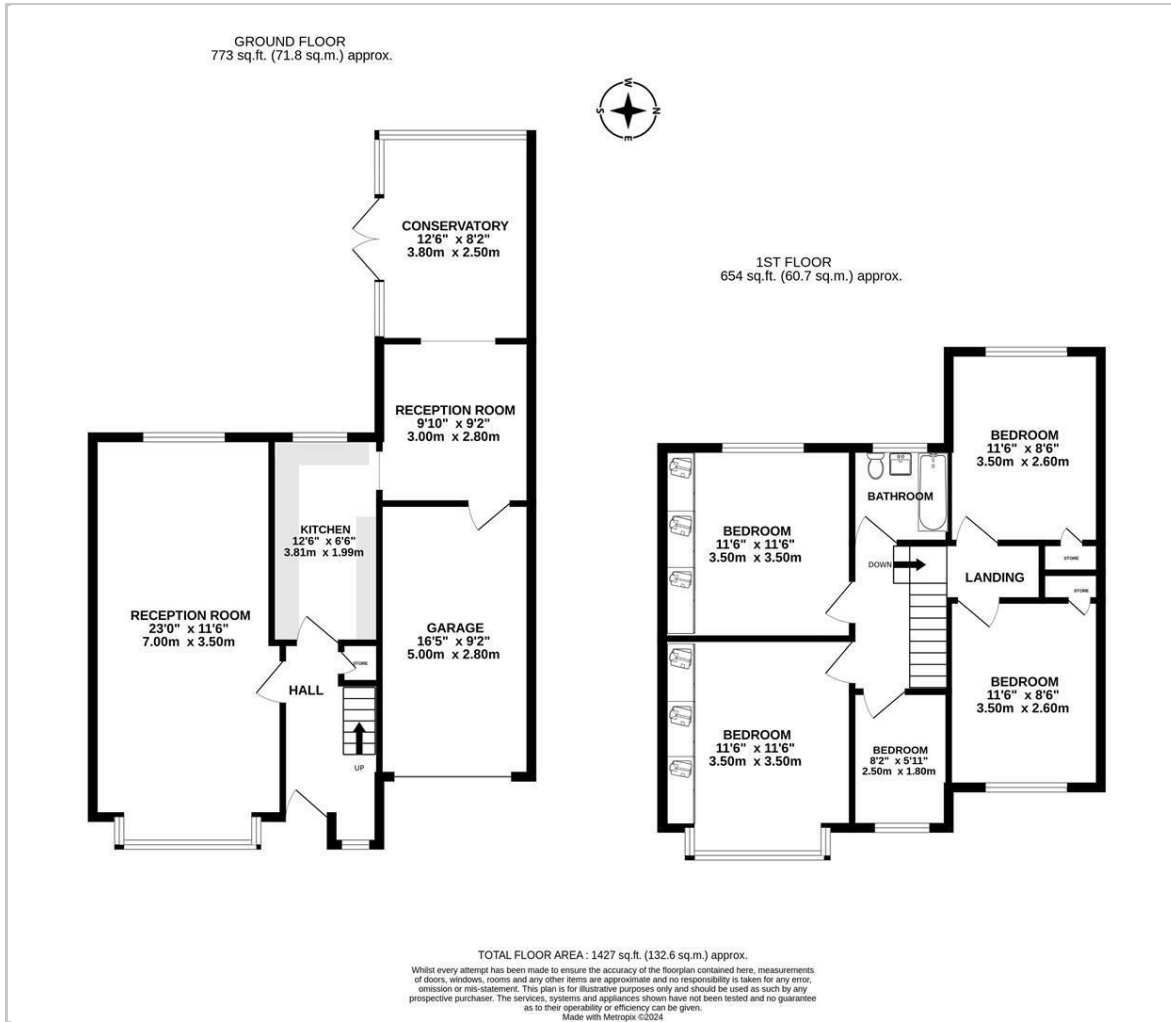 GROUND FLOOR
773 sq.ft. (71.8 sq.m.) approx.
W
N
S
E
CONSERVATORY
12'6" x 8'2"
3.80m x 2.50m
RECEPTION ROOM
9'10" x 9'2"
3.00m x 2.80m
KITCHEN
12'6" x 6'6"
3.81m x 1.99m
RECEPTION ROOM
23'0" x 11'6"
7.00m x 3.50m
GARAGE
16'5" x 9'2"
5.00m x 2.80m
STORE
HALL
UP
1ST FLOOR
654 sq.ft. (60.7 sq.m.) approx.
BEDROOM
11'6" x 8'6"
3.50m x 2.60m
BATHROOM
BEDROOM
11'6" x 11'6"
3.50m x 3.50m
DOWN
LANDING
STORE
STORE
BEDROOM
11'6" x 8'6"
3.50m x 2.60m
BEDROOM
11'6" x 11'6"
3.50m x 3.50m
BEDROOM
8'2" x 5'11"
2.50m x 1.80m
TOTAL FLOOR AREA : 1427 sq.ft. (132.6 sq.m.) approx.
Whilst every attempt has been made to ensure the accuracy of the floorplan contained here, measurements
of doors, windows, rooms and any other items are approximate and no responsibility is taken for any error,
omission or mis-statement. This plan is for illustrative purposes only and should be used as such by any
prospective purchaser. The services, systems and appliances shown have not been tested and no guarantee
as to their operability or efficiency can be given.
Made with Metropix ©2024